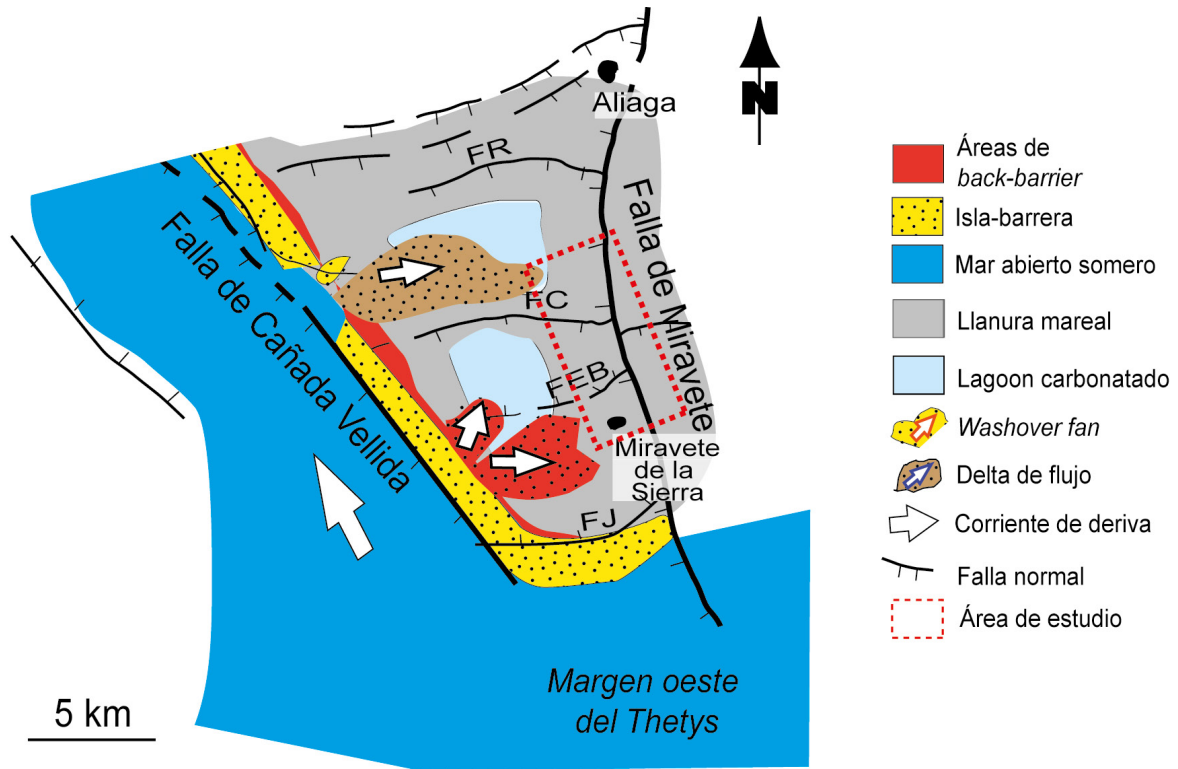 Aliaga
N
FR
Falla de Miravete
Falla de Cañada Vellida
FC
FEB
Miravete
de la
Sierra
FJ
Margen oeste
del Thetys
5 km
Áreas de
back-barrier
Isla-barrera
Mar abierto somero
Llanura mareal
Lagoon carbonatado
Washover fan
Delta de flujo
Corriente de deriva
Falla normal
Área de estudio